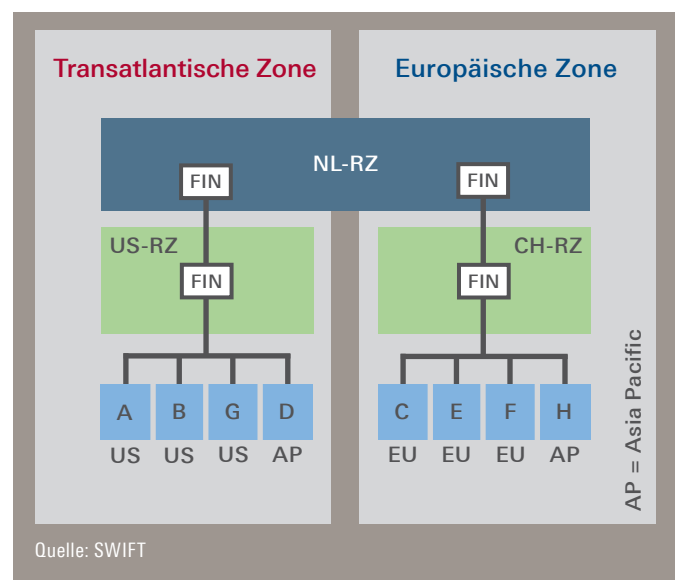 Transatlantische Zone
Europäische Zone
NL-RZ
FIN
FIN
US-RZ
CH-RZ
FIN
FIN
A B G D
C E F H
US US US AP
EU EU EU AP
AP = Asia Pacific
Quelle: SWIFT